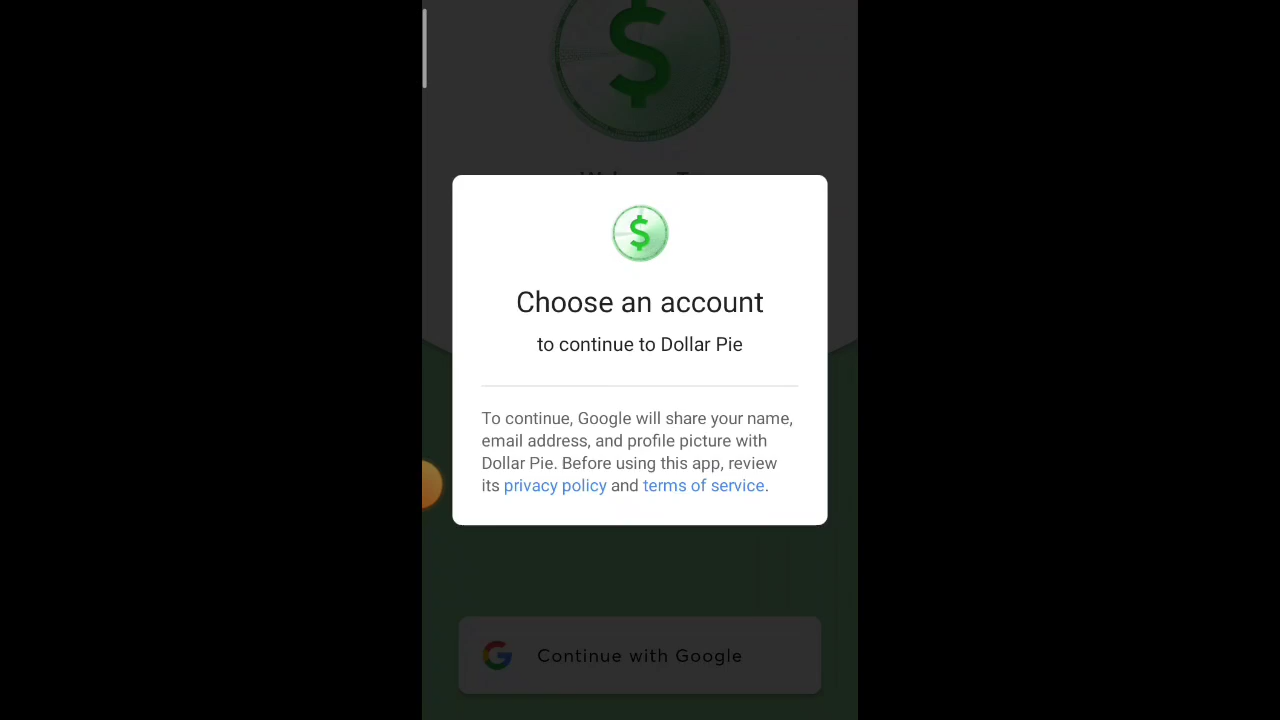 Choose an account
to continue to Dollar Pie
To continue, Google will share your name,
email address, and profile picture with
Dollar Pie. Before using this app, review
its privacy policy and terms of service.
Continue with Google